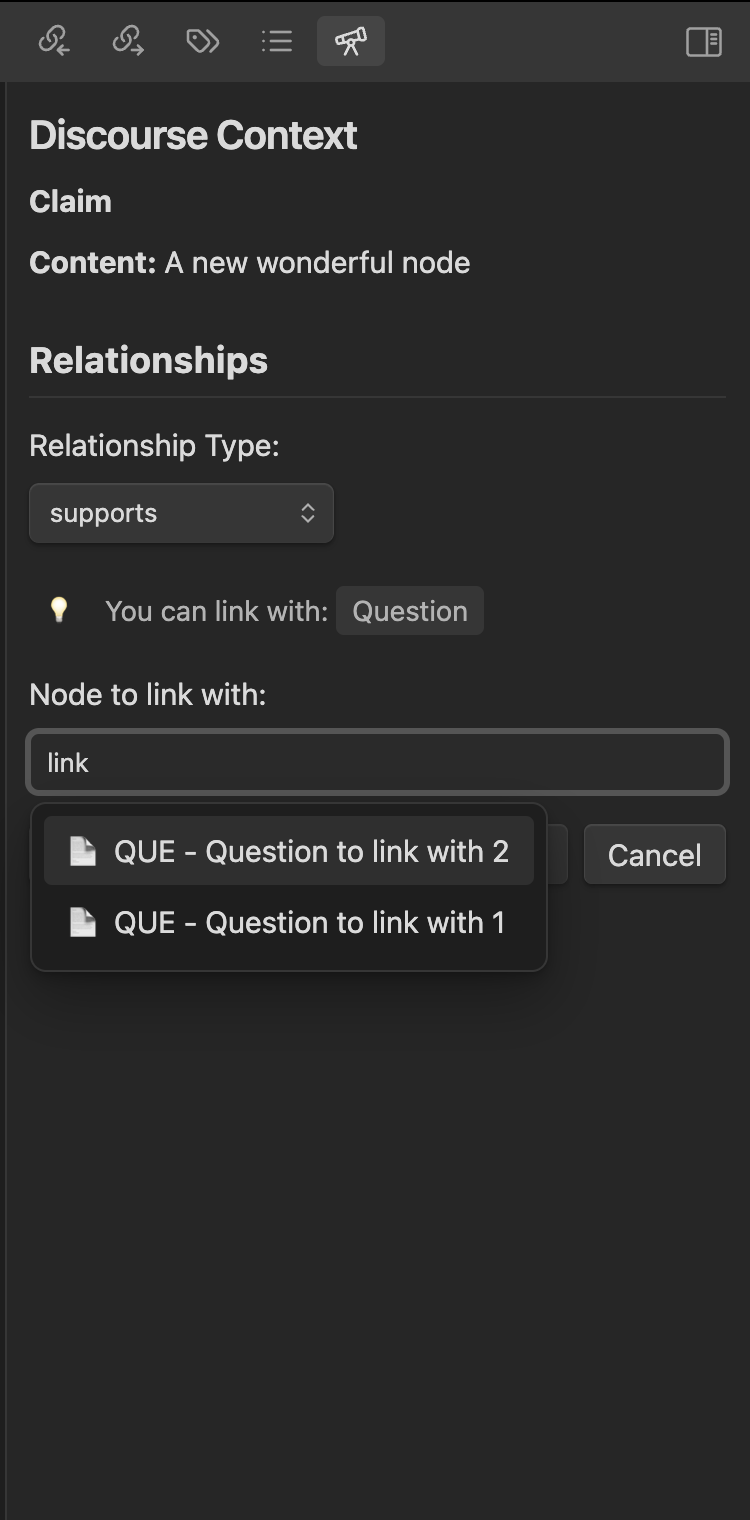 Discourse Context
Claim
Content: A new wonderful node
Relationships
Relationship Type:
supports
You can link with: Question
Node to link with:
link
QUE - Question to link with 2
Cancel
QUE - Question to link with 1